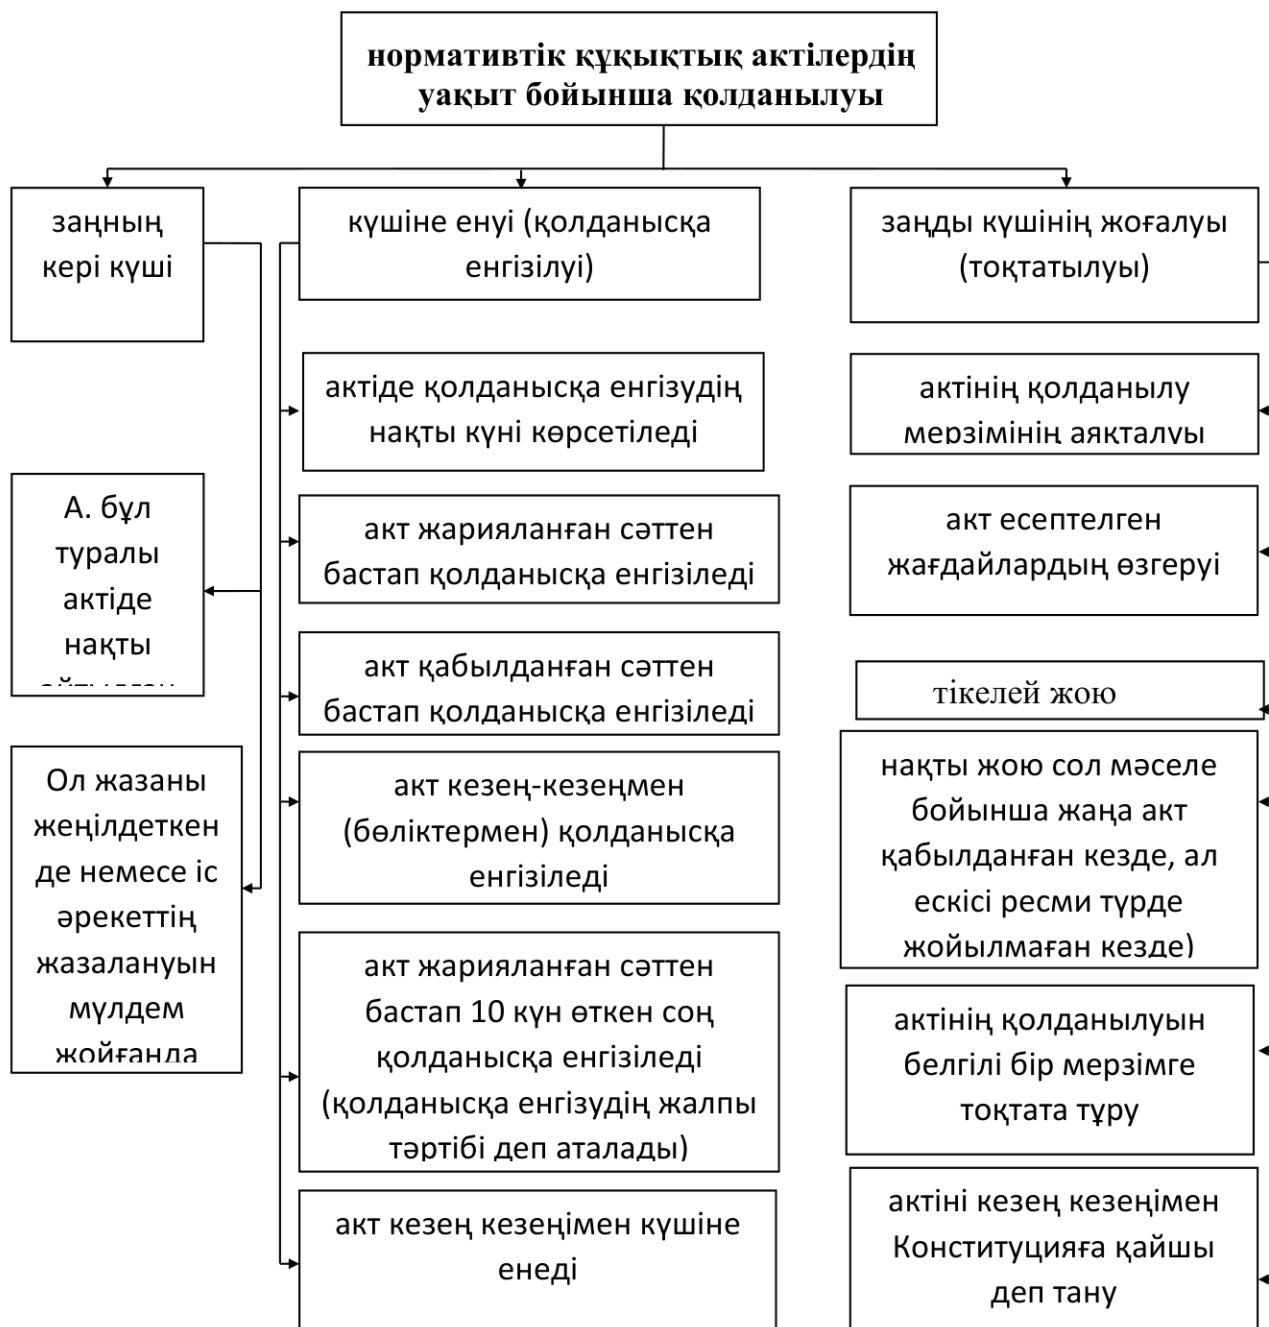 нормативтік құқықтық актілердің
уақыт бойынша қолданылуы
заңның
кері күші
А. бұл
туралы
актіде
нақты
Ол жазаны
жеңілдеткен
де немесе іс
әрекеттің
жазалануын
мүлдем
жойғанда
күшіне енуі (қолданысқа
енгізілуі)
актіде қолданысқа енгізудің
нақты күні көрсетіледі
акт жарияланған сәттен
бастап қолданысқа енгізіледі
акт қабылданған сәттен
бастап қолданысқа енгізіледі
акт кезең-кезеңмен
(бөліктермен) қолданысқа
енгізіледі
акт жарияланған сәттен
бастап 10 күн өткен соң
қолданысқа енгізіледі
(қолданысқа енгізудің жалпы
тәртібі деп аталады)
акт кезең кезеңімен күшіне
енеді
заңды күшінің жоғалуы
(тоқтатылуы)
актінің қолданылу
мерзімінің аяқталуы
акт есептелген
жағдайлардың өзгеруі
тікелей жою
нақты жою сол мәселе
бойынша жаңа акт
қабылданған кезде, ал
ескісі ресми түрде
жойылмаған кезде)
актінің қолданылуын
белгілі бір мерзімге
тоқтата тұру
актіні кезең кезеңімен
Конституцияға қайшы
деп тану